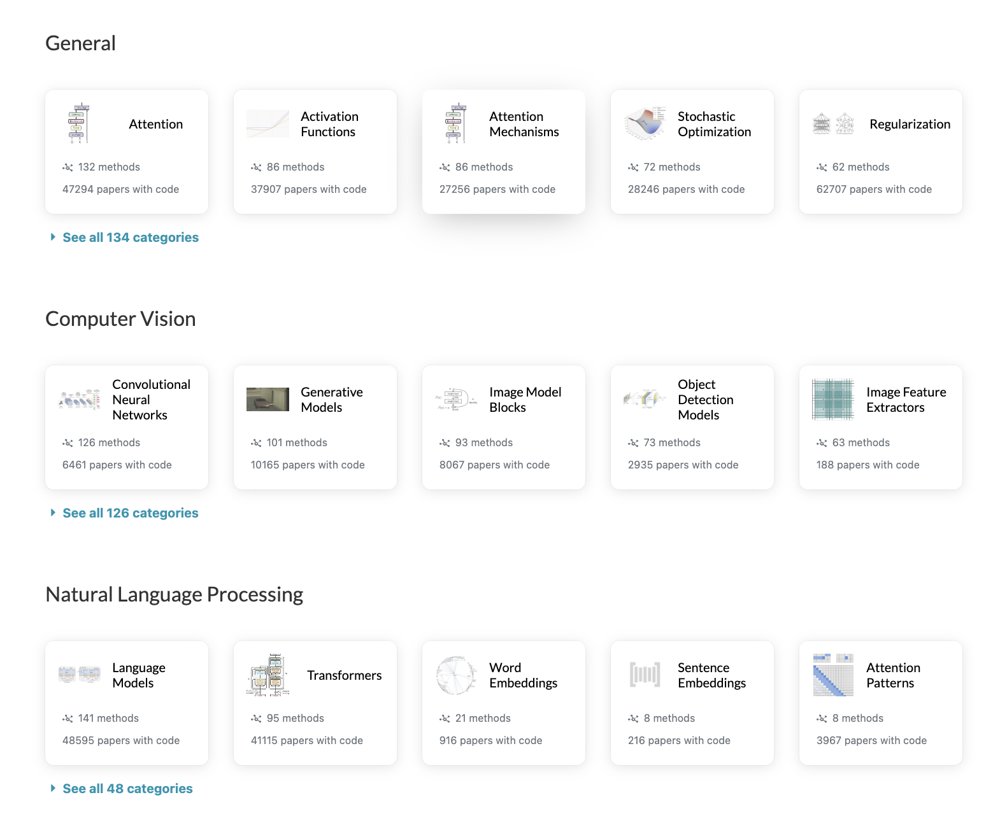 General
Attention
132 methods
47294 papers with code
Activation
Functions
86 methods
37907 papers with code
Attention
Mechanisms
86 methods
27256 papers with code
Stochastic
Optimization
72 methods
28246 papers with code
Regularization
62 methods
62707 papers with code
See all 134 categories
Computer Vision
Convolutional
Neural
Networks
126 methods
6461 papers with code
Generative
Models
101 methods
10165 papers with code
Image Model
Blocks
93 methods
8067 papers with code
Object
Detection
Models
73 methods
2935 papers with code
Image Feature
Extractors
63 methods
188 papers with code
See all 126 categories
Natural Language Processing
Language
Models
141 methods
48595 papers with code
Transformers
95 methods
41115 papers with code
Word
Embeddings
21 methods
916 papers with code
Sentence
Embeddings
8 methods
216 papers with code
Attention
Patterns
8 methods
3967 papers with code
See all 48 categories